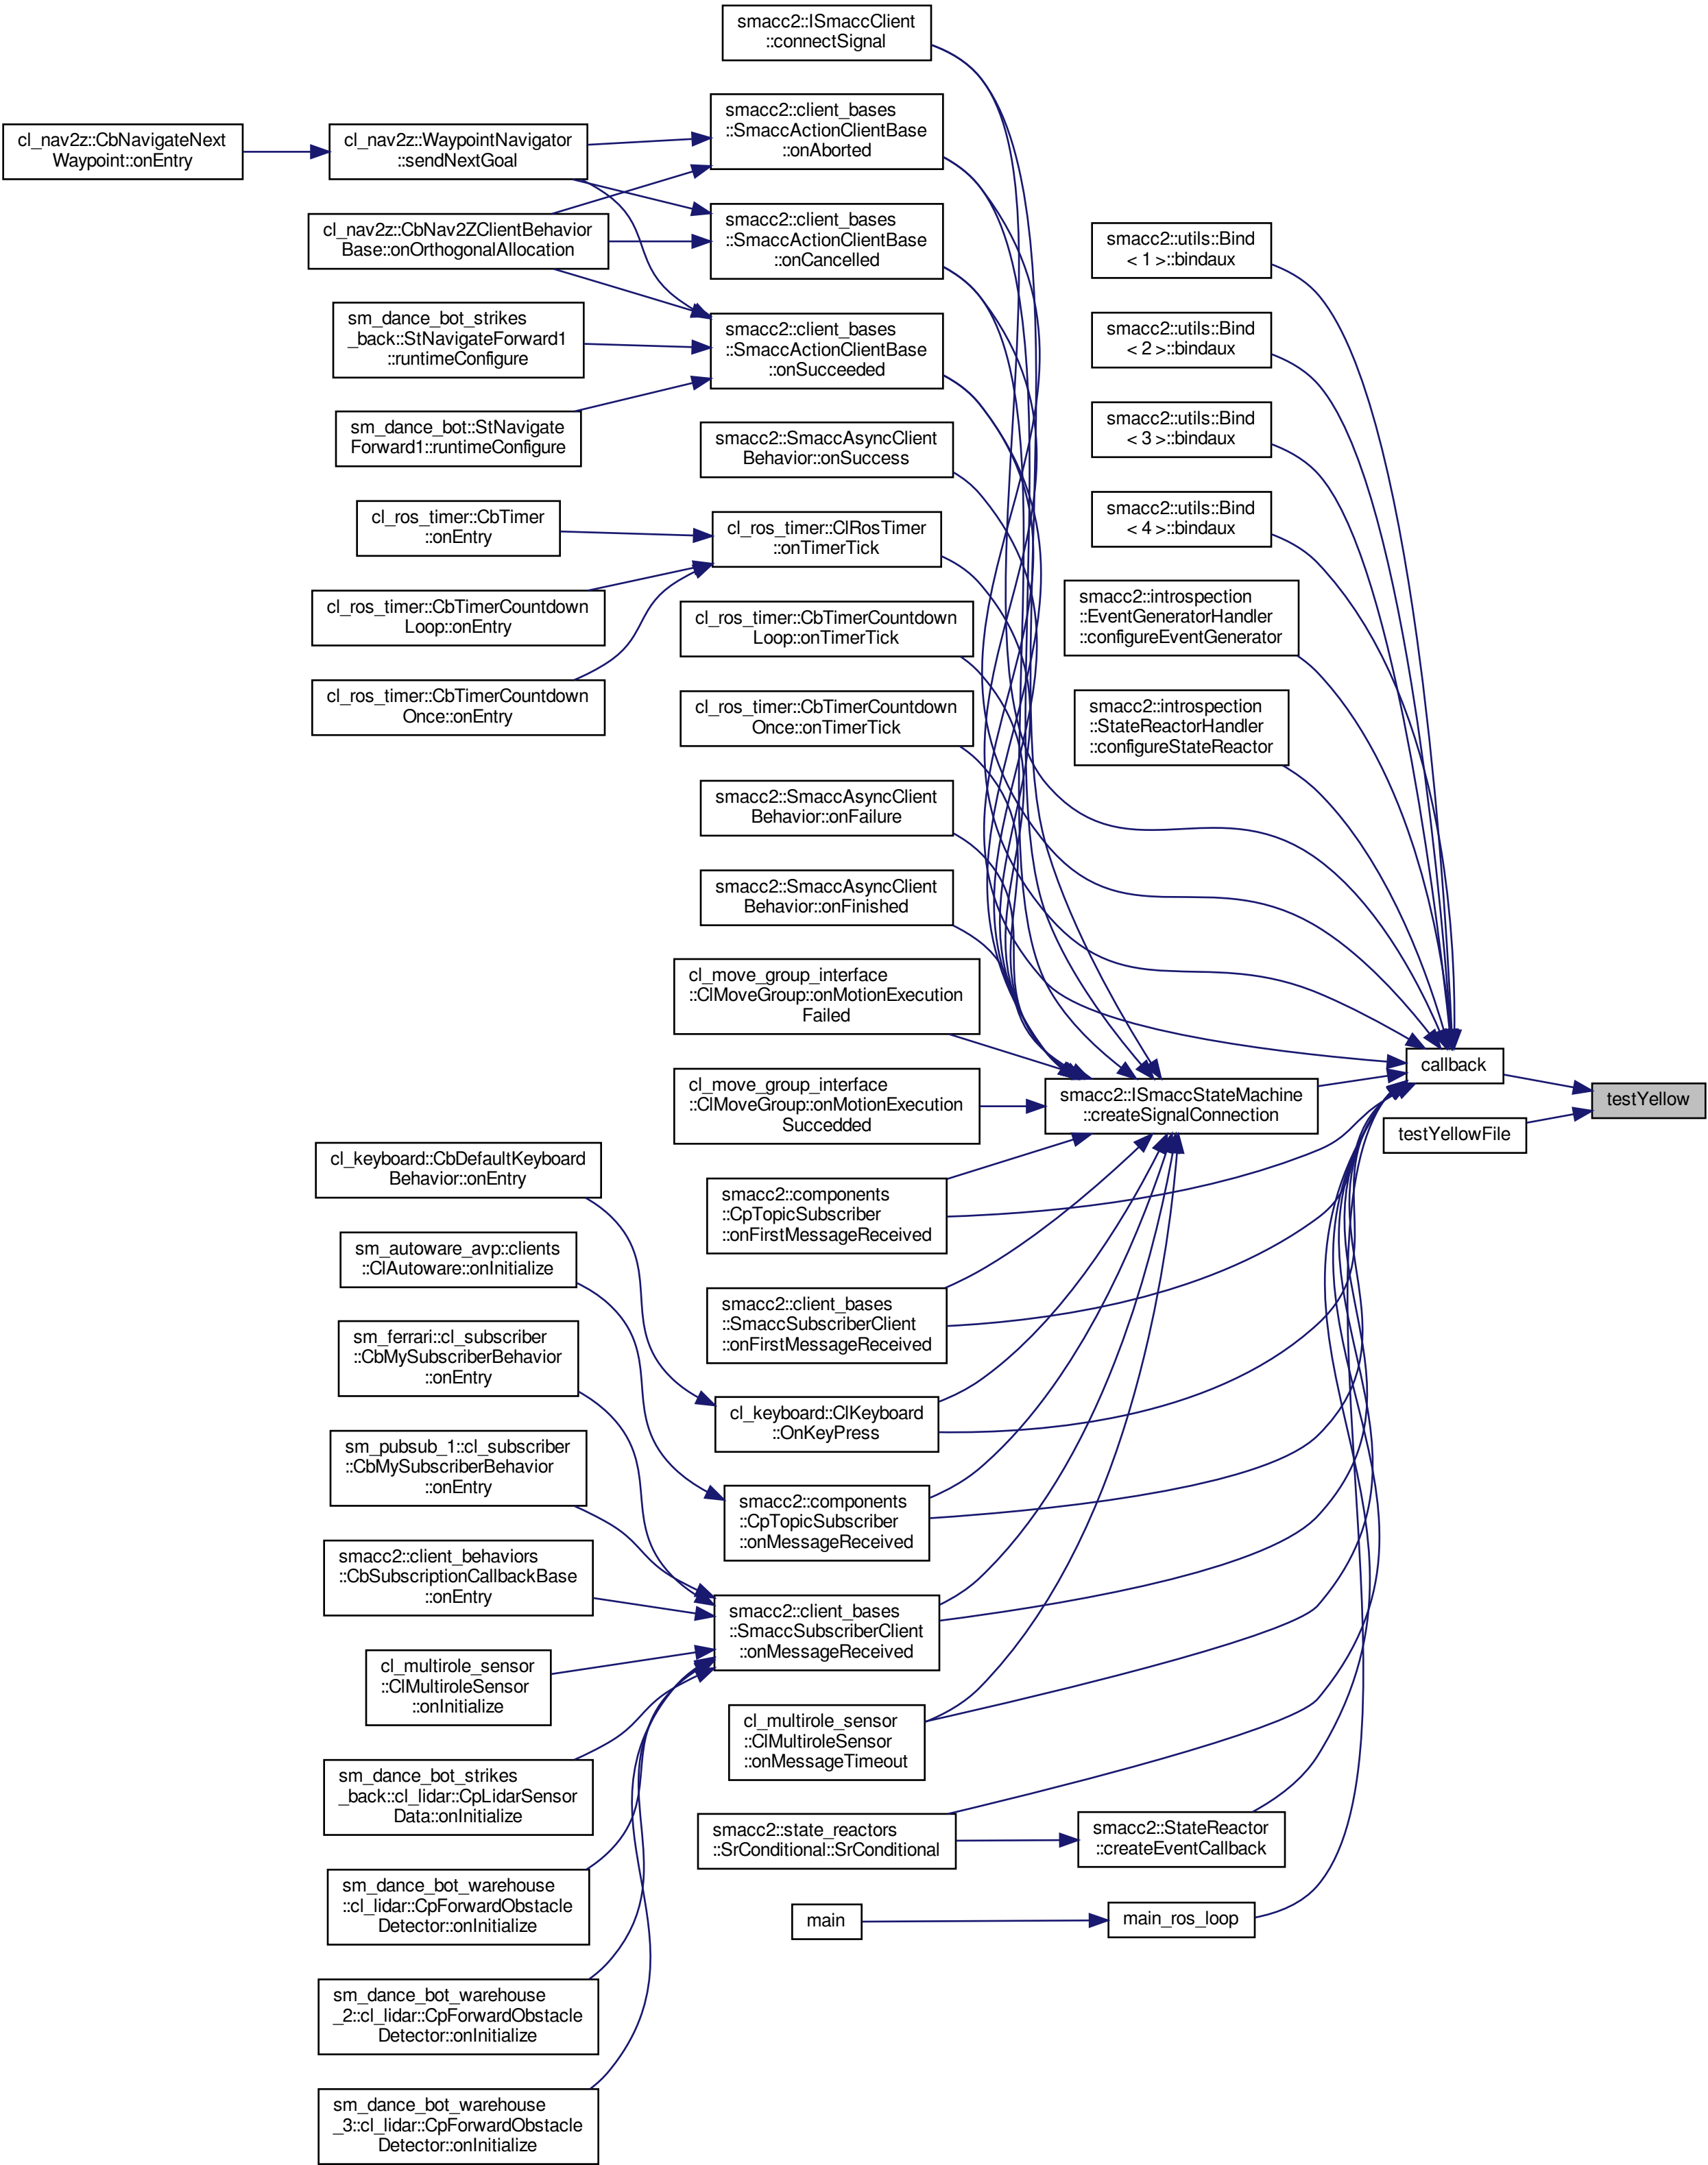 smacc2::ISmaccClient
::connectSignal
smacc2::client_bases
::SmaccActionClientBase
::onAborted
cl_nav2z::CbNavigateNext
Waypoint::onEntry
cl_nav2z::WaypointNavigator
::sendNextGoal
smacc2::client_bases
::SmaccActionClientBase
::onCancelled
cl_nav2z::CbNav2ZClientBehavior
Base::onOrthogonalAllocation
smacc2::client_bases
::SmaccActionClientBase
::onSucceeded
sm_dance_bot_strikes
_back::StNavigateForward1
::runtimeConfigure
sm_dance_bot::StNavigate
Forward1::runtimeConfigure
smacc2::SmaccAsyncClient
Behavior::onSuccess
cl_ros_timer::CbTimer
::onEntry
cl_ros_timer::ClRosTimer
::onTimerTick
cl_ros_timer::CbTimerCountdown
Loop::onEntry
cl_ros_timer::CbTimerCountdown
Loop::onTimerTick
cl_ros_timer::CbTimerCountdown
Once::onEntry
cl_ros_timer::CbTimerCountdown
Once::onTimerTick
smacc2::SmaccAsyncClient
Behavior::onFailure
smacc2::SmaccAsyncClient
Behavior::onFinished
cl_move_group_interface
::ClMoveGroup::onMotionExecution
Failed
cl_move_group_interface
::ClMoveGroup::onMotionExecution
Succedded
smacc2::utils::Bind
< 1 >::bindaux
smacc2::utils::Bind
< 2 >::bindaux
smacc2::utils::Bind
< 3 >::bindaux
smacc2::utils::Bind
< 4 >::bindaux
smacc2::introspection
::EventGeneratorHandler
::configureEventGenerator
smacc2::introspection
::StateReactorHandler
::configureStateReactor
smacc2::ISmaccStateMachine
::createSignalConnection
callback
testYellow
testYellowFile
cl_keyboard::CbDefaultKeyboard
Behavior::onEntry
smacc2::components
::CpTopicSubscriber
::onFirstMessageReceived
sm_autoware_avp::clients
::ClAutoware::onInitialize
smacc2::client_bases
::SmaccSubscriberClient
::onFirstMessageReceived
sm_ferrari::cl_subscriber
::CbMySubscriberBehavior
::onEntry
cl_keyboard::ClKeyboard
::OnKeyPress
sm_pubsub_1::cl_subscriber
::CbMySubscriberBehavior
::onEntry
smacc2::components
::CpTopicSubscriber
::onMessageReceived
smacc2::client_behaviors
::CbSubscriptionCallbackBase
::onEntry
smacc2::client_bases
::SmaccSubscriberClient
::onMessageReceived
cl_multirole_sensor
::ClMultiroleSensor
::onInitialize
cl_multirole_sensor
::ClMultiroleSensor
::onMessageTimeout
sm_dance_bot_strikes
_back::cl_lidar::CpLidarSensor
Data::onInitialize
smacc2::state_reactors
::SrConditional::SrConditional
smacc2::StateReactor
::createEventCallback
sm_dance_bot_warehouse
::cl_lidar::CpForwardObstacle
Detector::onInitialize
main
main_ros_loop
sm_dance_bot_warehouse
_2::cl_lidar::CpForwardObstacle
Detector::onInitialize
sm_dance_bot_warehouse
_3::cl_lidar::CpForwardObstacle
Detector::onInitialize